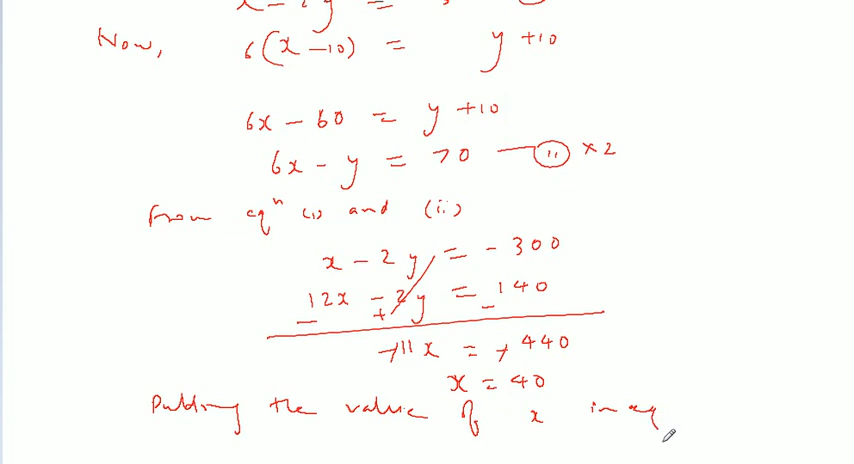 x - 2y =
Now, 6(x - 10) = y + 10
6x - 60 = y + 10
6x - y = 70 — (ii) × 2
From eqⁿ (i) and (ii)
x - 2y = - 300
12x - 2y = 140
- + -
-11x = -440
x = 40
Putting the value of x in eq